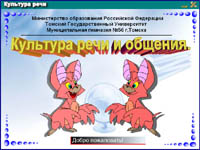 Культура речи
Министерство образования Российской Федерации
Томский Государственный Университет
Муниципальная гимназия №56 г.Томска
Культура речи и общения.
Добро пожаловать!